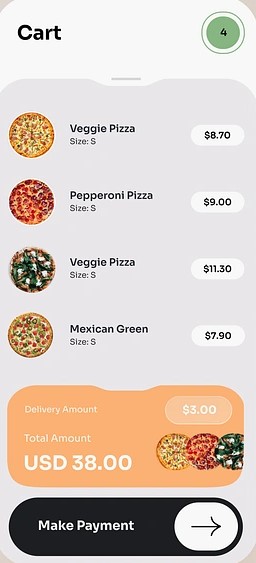 Cart
4
Veggie Pizza
Size: S
$8.70
Pepperoni Pizza
Size: S
$9.00
Veggie Pizza
Size: S
$11.30
Mexican Green
Size: S
$7.90
Delivery Amount
$3.00
Total Amount
USD 38.00
Make Payment